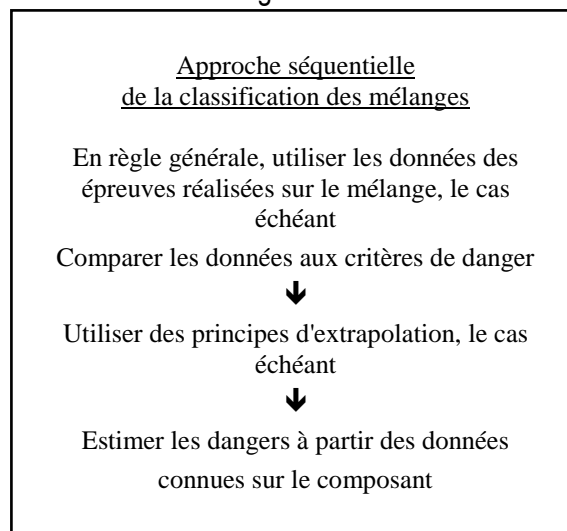 Approche séquentielle
de la classification des mélanges
En règle générale, utiliser les données des
épreuves réalisées sur le mélange, le cas
échéant
Comparer les données aux critères de danger
🡻
Utiliser des principes d'extrapolation, le cas
échéant
🡻
Estimer les dangers à partir des données
connues sur le composant